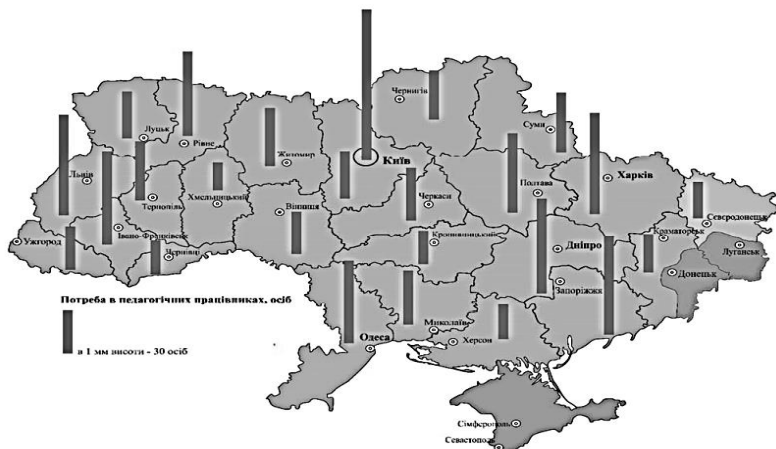 Чернигів
Суми
Луцьк
Рівне
Житомир
Київ
Львів
Тернопіль
Хмельницький
Вінниця
Черкаси
Полтава
Харків
Сєвєродонецьк
Ужгород
Івано-Франківськ
Чернівці
Кропивницький
Дніпро
Краматорськ
Луганськ
Донецьк
Запоріжжя
Потреба в педагогічних працівниках, осіб
в 1 мм висоти - 30 осіб
Миколаїв
Херсон
Одеса
Сімферополь
Севастополь